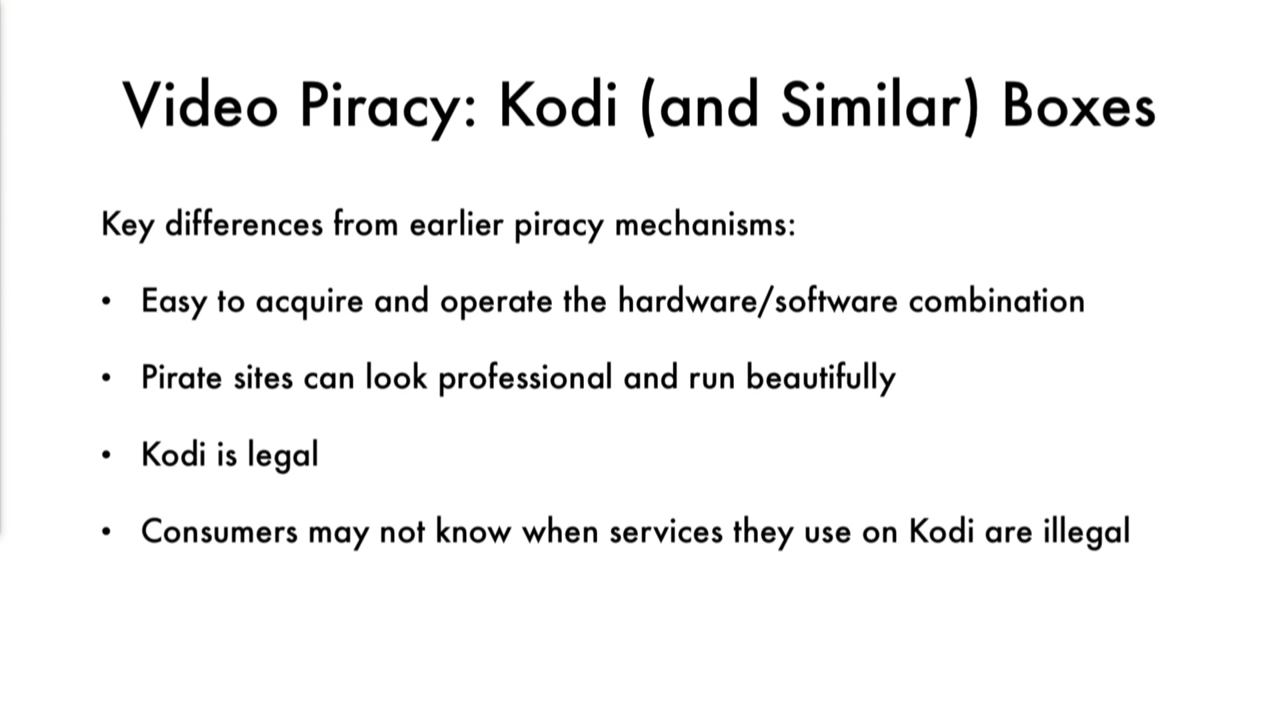 Video Piracy: Kodi (and Similar) Boxes
Key differences from earlier piracy mechanisms:
• Easy to acquire and operate the hardware/software combination
• Pirate sites can look professional and run beautifully
• Kodi is legal
• Consumers may not know when services they use on Kodi are illegal